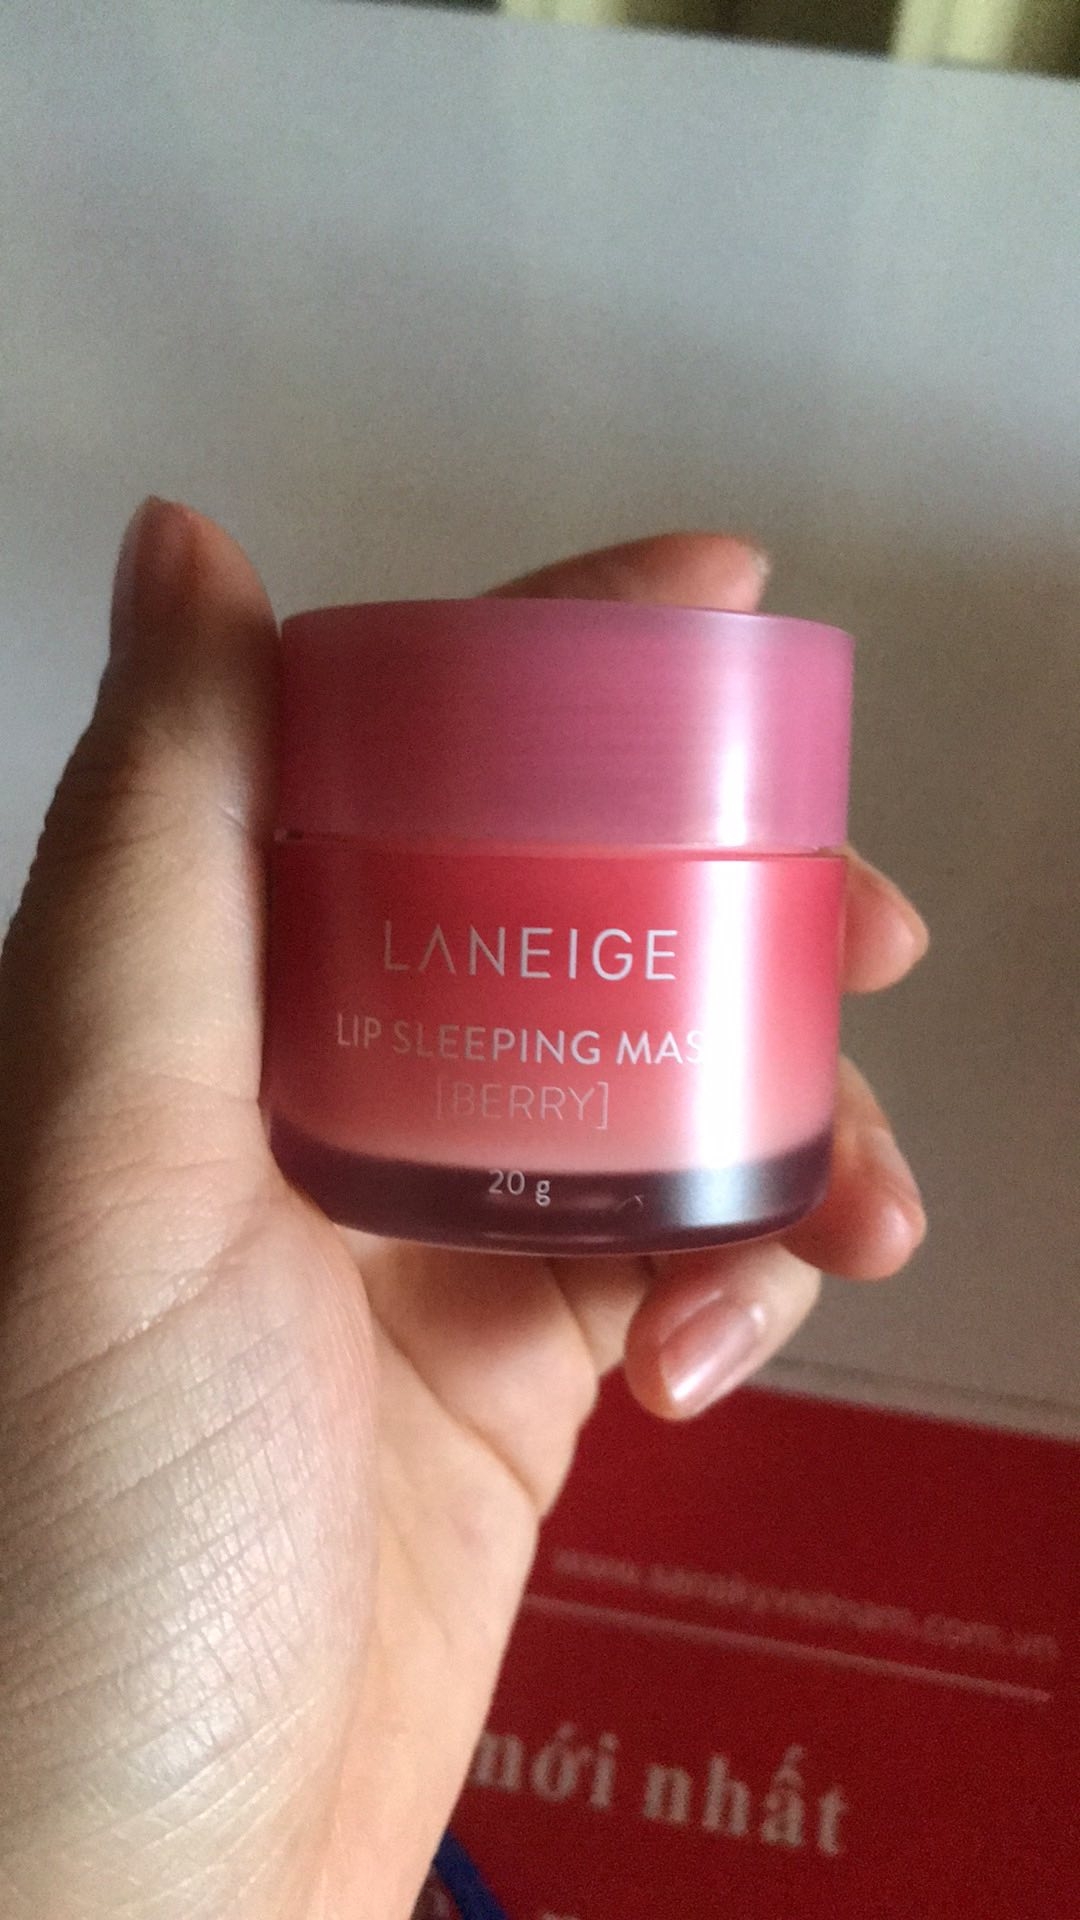 LANEIGE
LIP SLEEPING MAS
[BERRY]
20 g
mới nhất